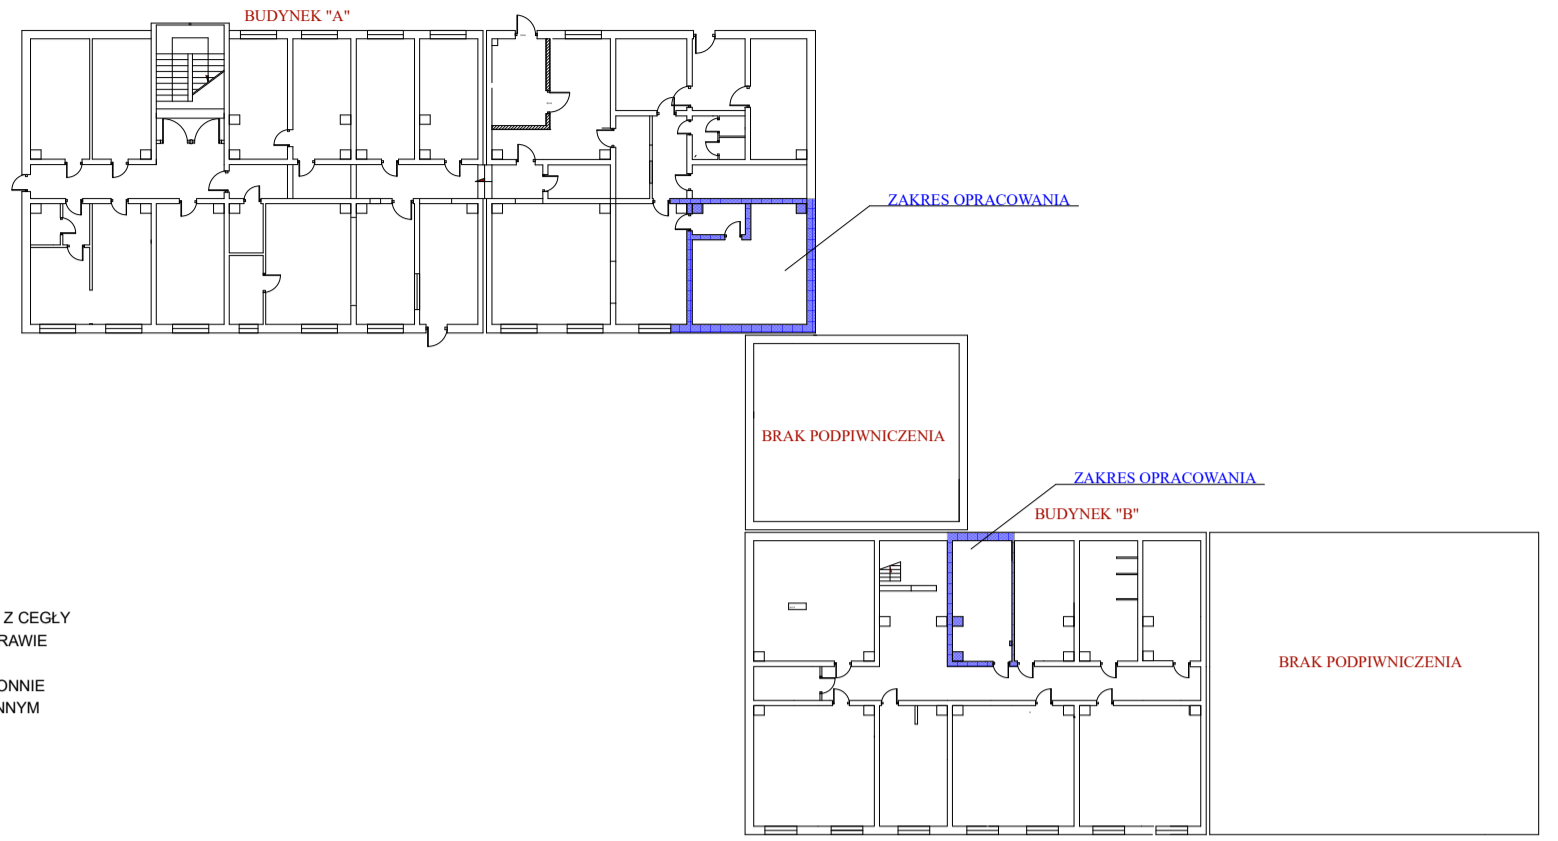 BUDYNEK "A"
ZAKRES OPRACOWANIA
BRAK PODPIWNICZENIA
ZAKRES OPRACOWANIA
BUDYNEK "B"
Z CEGŁY
RAWIE
ONNIE
NNYM
BRAK PODPIWNICZENIA